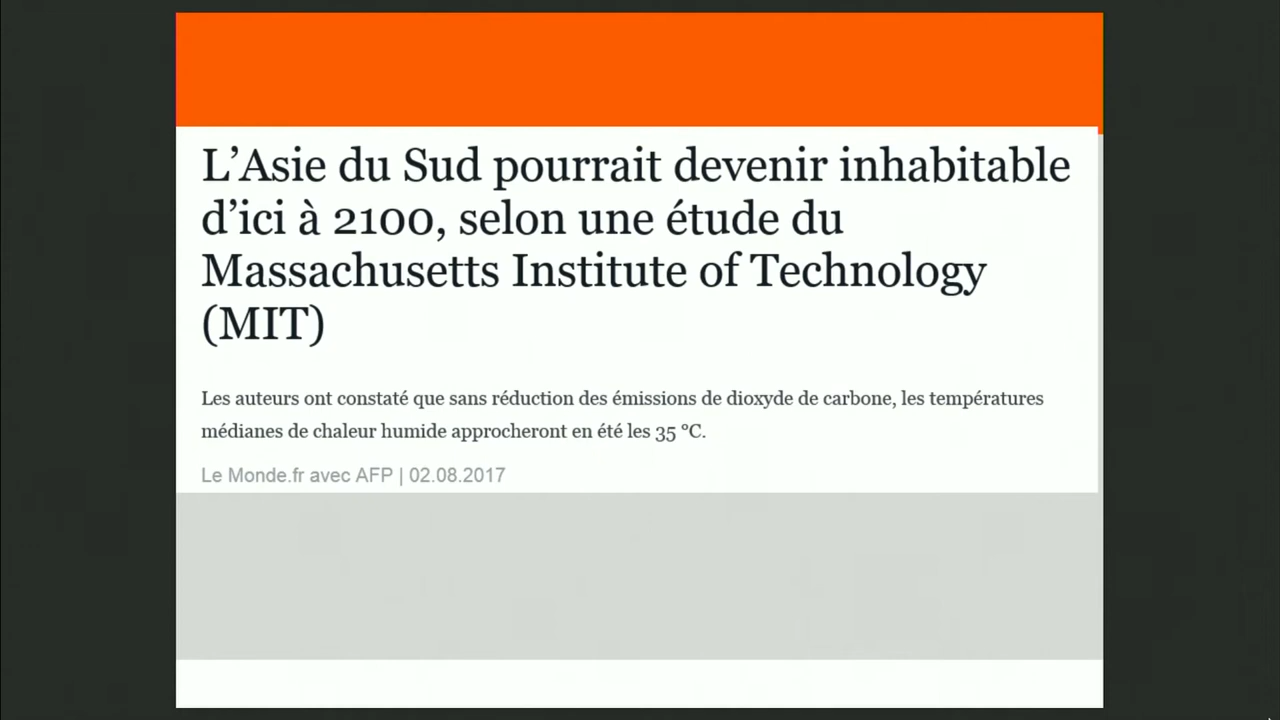 L’Asie du Sud pourrait devenir inhabitable
d’ici à 2100, selon une étude du
Massachusetts Institute of Technology
(MIT)
Les auteurs ont constaté que sans réduction des émissions de dioxyde de carbone, les températures
médianes de chaleur humide approcheront en été les 35 °C.
Le Monde.fr avec AFP | 02.08.2017